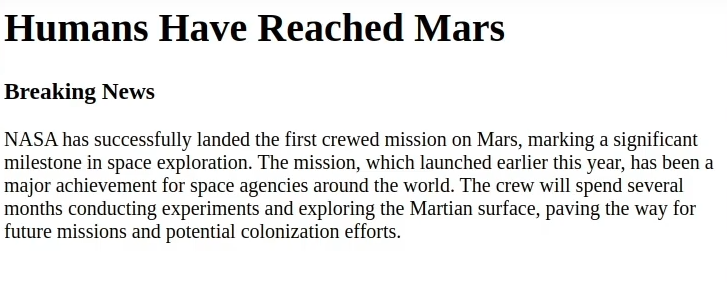 Humans Have Reached Mars
Breaking News
NASA has successfully landed the first crewed mission on Mars, marking a significant
milestone in space exploration. The mission, which launched earlier this year, has been a
major achievement for space agencies around the world. The crew will spend several
months conducting experiments and exploring the Martian surface, paving the way for
future missions and potential colonization efforts.